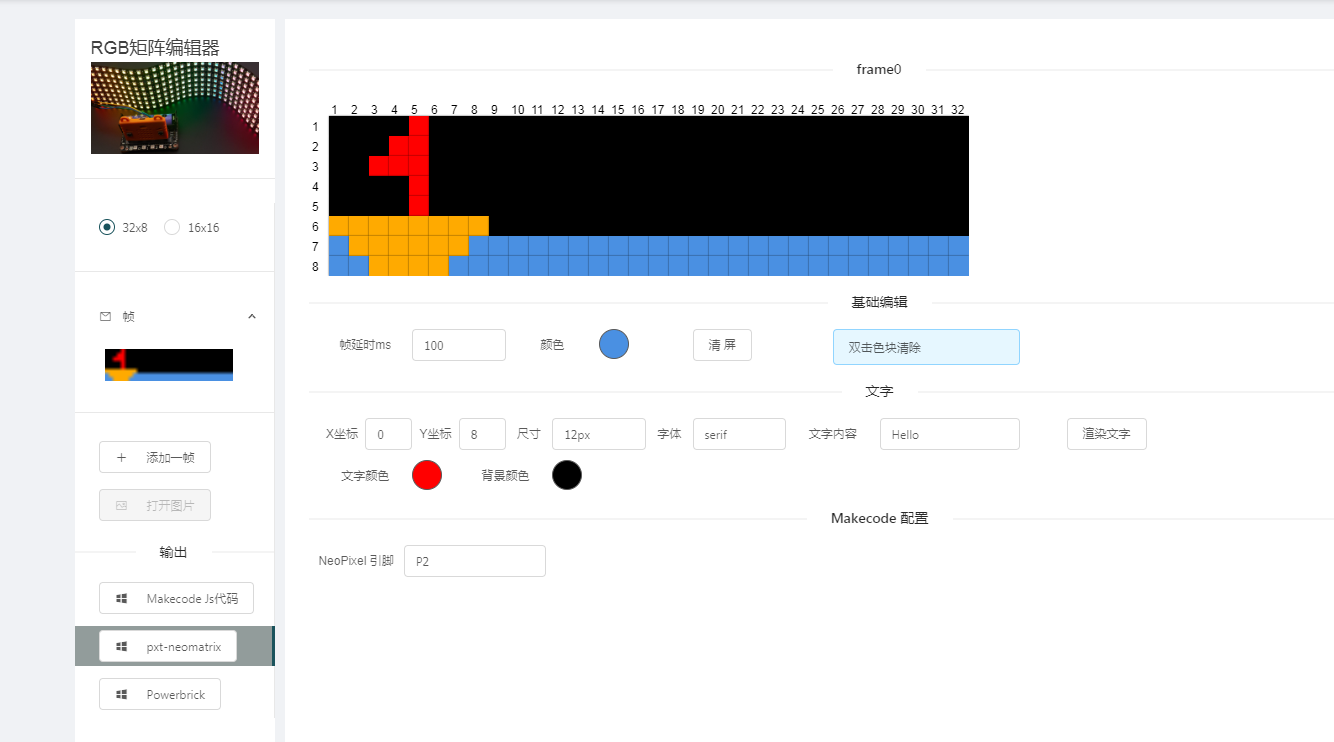 RGB矩阵编辑器
32x8 16x16
帧
添加一帧
打开图片
输出
Makecode Js代码
pxt-neomatrix
Powerbrick
frame0
1 2 3 4 5 6 7 8 9 10 11 12 13 14 15 16 17 18 19 20 21 22 23 24 25 26 27 28 29 30 31 32
1
2
3
4
5
6
7
8
基础编辑
帧延时ms 100 颜色 清 屏 双击色块清除
文字
X坐标 0 Y坐标 8 尺寸 12px 字体 serif 文字内容 Hello 渲染文字
文字颜色 背景颜色
Makecode 配置
NeoPixel 引脚 P2